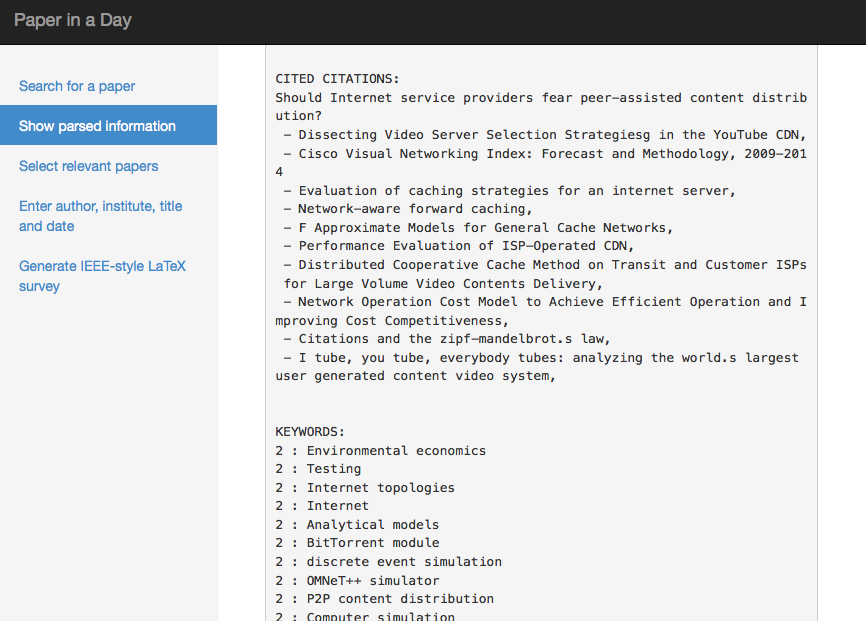 Paper in a Day
Search for a paper
Show parsed information
Select relevant papers
Enter author, institute, title
and date
Generate IEEE-style LaTeX
survey
CITED CITATIONS:
Should Internet service providers fear peer-assisted content distrib
ution?
- Dissecting Video Server Selection Strategiesg in the YouTube CDN,
- Cisco Visual Networking Index: Forecast and Methodology, 2009-201
4
- Evaluation of caching strategies for an internet server,
- Network-aware forward caching,
- F Approximate Models for General Cache Networks,
- Performance Evaluation of ISP-Operated CDN,
- Distributed Cooperative Cache Method on Transit and Customer ISPs
for Large Volume Video Contents Delivery,
- Network Operation Cost Model to Achieve Efficient Operation and I
mproving Cost Competitiveness,
- Citations and the zipf-mandelbrot.s law,
- I tube, you tube, everybody tubes: analyzing the world.s largest
user generated content video system,
KEYWORDS:
2 : Environmental economics
2 : Testing
2 : Internet topologies
2 : Internet
2 : Analytical models
2 : BitTorrent module
2 : discrete event simulation
2 : OMNeT++ simulator
2 : P2P content distribution
2 : Computer simulation